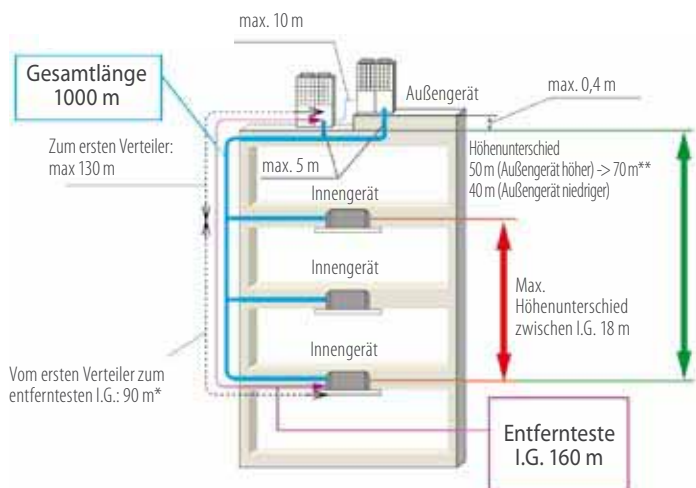 max. 10 m
Gesamtlänge
1000 m
Außengerät
max. 0,4 m
Zum ersten Verteiler:
max 130 m
max. 5 m
Höhenunterschied
50 m (Außengerät höher) -> 70 m**
40 m (Außengerät niedriger)
Innengerät
Innengerät
Max.
Höhenunterschied
zwischen I.G. 18 m
Innengerät
Vom ersten Verteiler zum
entferntesten I.G.: 90 m*
Entfernteste
I.G. 160 m